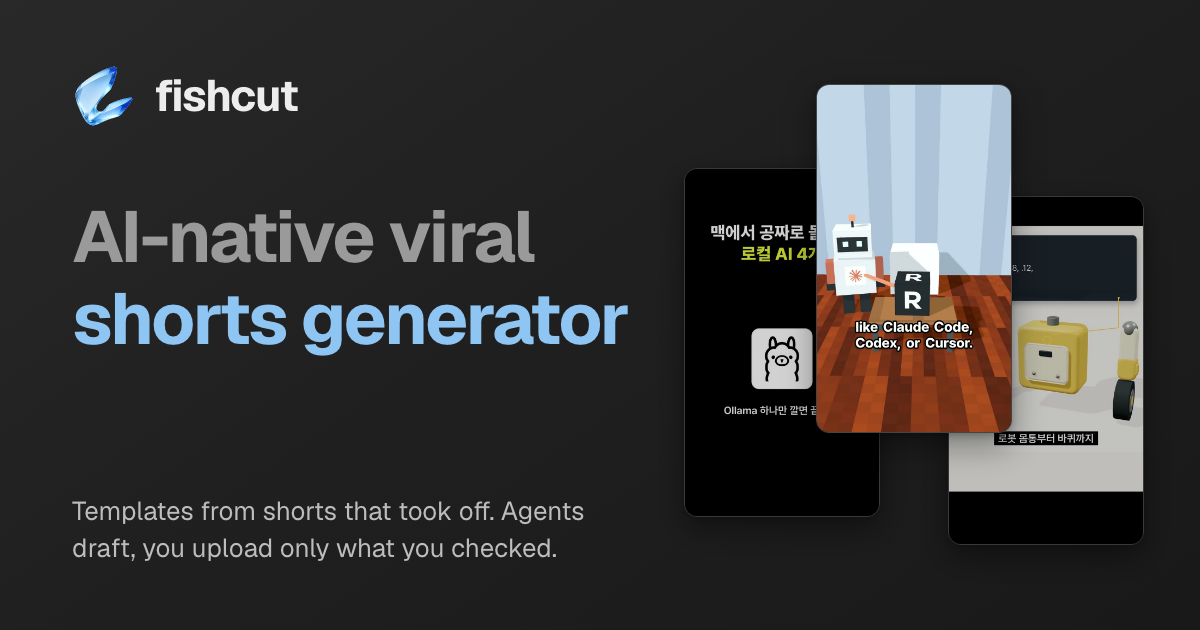 fishcut
AI-native viral
shorts generator
Templates from shorts that took off. Agents
draft, you upload only what you checked.
맥에서 공짜로
로컬 AI 4
Ollama 하나만 깔면
R
R
like Claude Code,
Codex, or Cursor.
8, .12,
로봇 몸통부터 바퀴까지